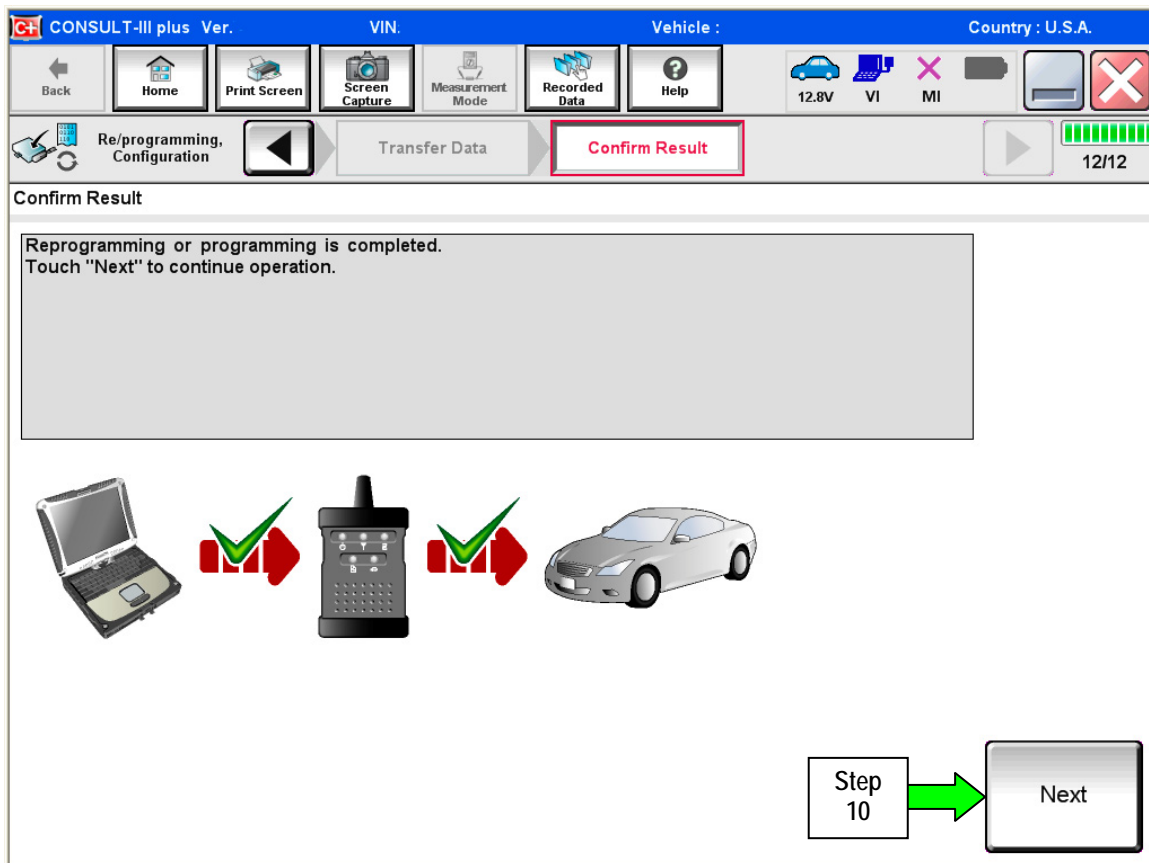 C+ CONSULT-III plus Ver. VIN: Vehicle : Country : U.S.A.
Back
Home
Print Screen
Screen
Capture
Measurement
Mode
Recorded
Data
Help
12.8V
VI
MI
Re/programming,
Configuration
Transfer Data
Confirm Result
12/12
Confirm Result
Reprogramming or programming is completed.
Touch "Next" to continue operation.
Step
10
Next